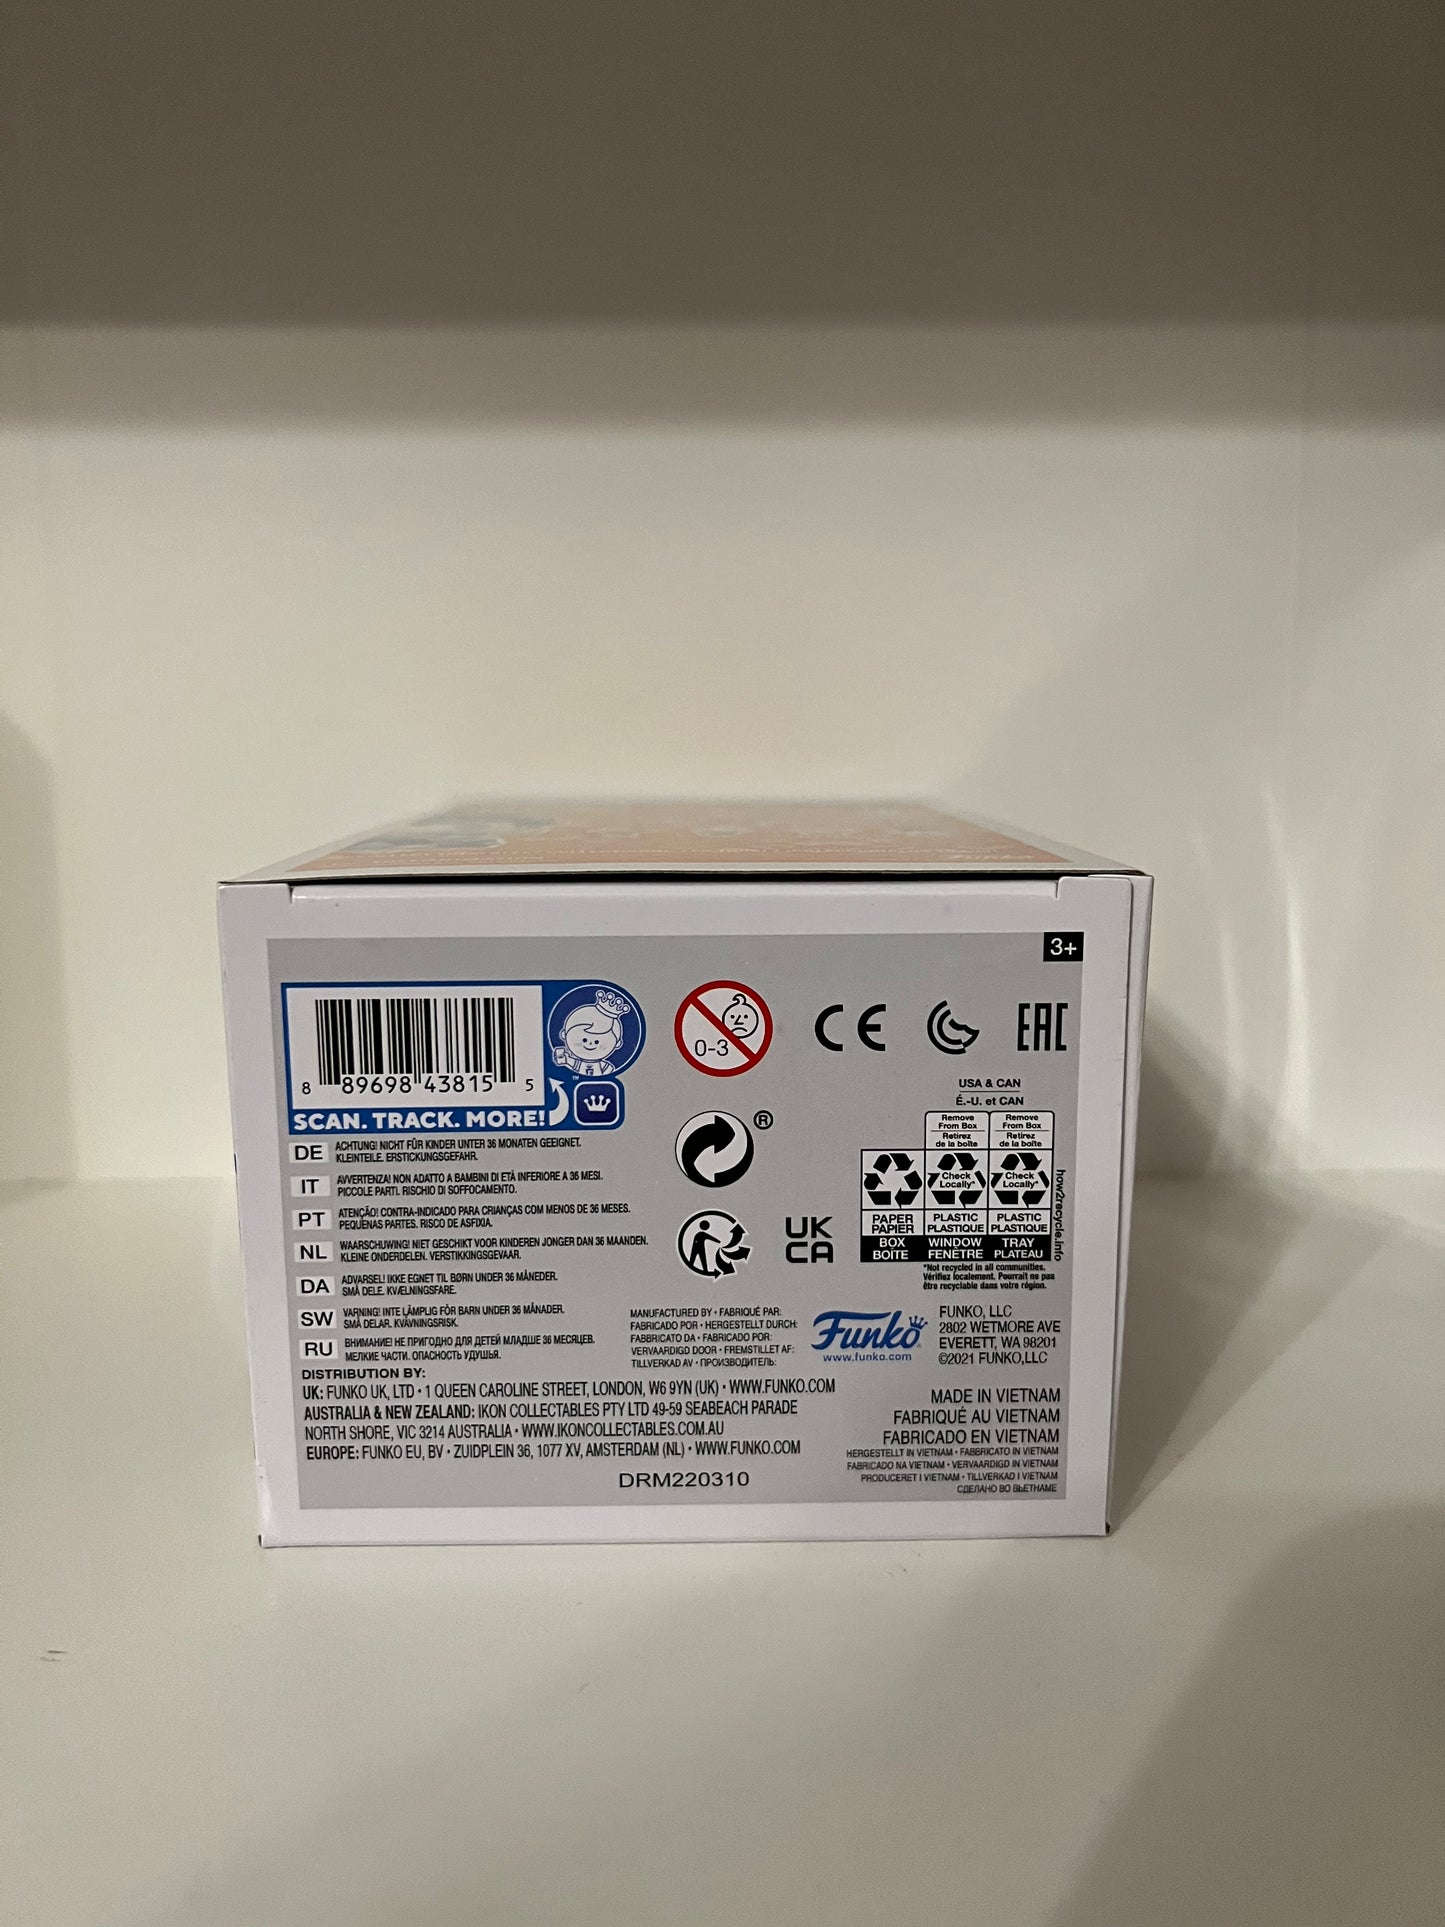 3+
8 89698 43815 5
SCAN. TRACK. MORE!
™
0-3
CE
EAC
DE ACHTUNG! NICHT FÜR KINDER UNTER 36 MONATEN GEEIGNET.
KLEINTEILE. ERSTICKUNGSGEFAHR.
IT AVVERTENZA! NON ADATTO A BAMBINI DI ETÀ INFERIORE A 36 MESI.
PICCOLE PARTI. RISCHIO DI SOFFOCAMENTO.
PT ATENÇÃO! CONTRA-INDICADO PARA CRIANÇAS COM MENOS DE 36 MESES.
PEQUENAS PARTES. RISCO DE ASFIXIA.
NL WAARSCHUWING! NIET GESCHIKT VOOR KINDEREN JONGER DAN 36 MAANDEN.
KLEINE ONDERDELEN. VERSTIKKINGSGEVAAR.
DA ADVARSEL! IKKE EGNET TIL BØRN UNDER 36 MÅNEDER.
SMÅ DELE. KVÆLNINGSFARE.
SW VARNING! INTE LÄMPLIG FÖR BARN UNDER 36 MÅNADER.
SMÅ DELAR. KVÄVNINGSRISK.
RU ВНИМАНИЕ! НЕ ПРИГОДНО ДЛЯ ДЕТЕЙ МЛАДШЕ 36 МЕСЯЦЕВ.
МЕЛКИЕ ЧАСТИ. ОПАСНОСТЬ УДУШЬЯ.
®
UK
CA
USA & CAN
É.-U. et CAN
Remove From Box Retirez de la boîte
Remove From Box Retirez de la boîte
Check Locally*
Check Locally*
PAPER PAPIER
PLASTIC PLASTIQUE
PLASTIC PLASTIQUE
BOX BOÎTE
WINDOW FENÊTRE
TRAY PLATEAU
how2recycle.info
*Not recycled in all communities.
Vérifiez localement. Pourrait ne pas
être recyclable dans votre région.
MANUFACTURED BY • FABRIQUÉ PAR:
FABRICADO POR • HERGESTELLT DURCH:
FABBRICATO DA • FABRICADO POR:
VERVAARDIGD DOOR • FREMSTILLET AF:
TILLVERKAD AV • ПРОИЗВОДИТЕЛЬ:
Funko
www.funko.com
FUNKO, LLC
2802 WETMORE AVE
EVERETT, WA 98201
©2021 FUNKO,LLC
DISTRIBUTION BY:
UK: FUNKO UK, LTD • 1 QUEEN CAROLINE STREET, LONDON, W6 9YN (UK) • WWW.FUNKO.COM
AUSTRALIA & NEW ZEALAND: IKON COLLECTABLES PTY LTD 49-59 SEABEACH PARADE
NORTH SHORE, VIC 3214 AUSTRALIA • WWW.IKONCOLLECTABLES.COM.AU
EUROPE: FUNKO EU, BV • ZUIDPLEIN 36, 1077 XV, AMSTERDAM (NL) • WWW.FUNKO.COM
DRM220310
MADE IN VIETNAM
FABRIQUÉ AU VIETNAM
FABRICADO EN VIETNAM
HERGESTELLT IN VIETNAM • FABBRICATO IN VIETNAM
FABRICADO NA VIETNAM • VERVAARDIGD IN VIETNAM
PRODUCERET I VIETNAM • TILLVERKAD I VIETNAM
СДЕЛАНО ВО ВЬЕТНАМЕ